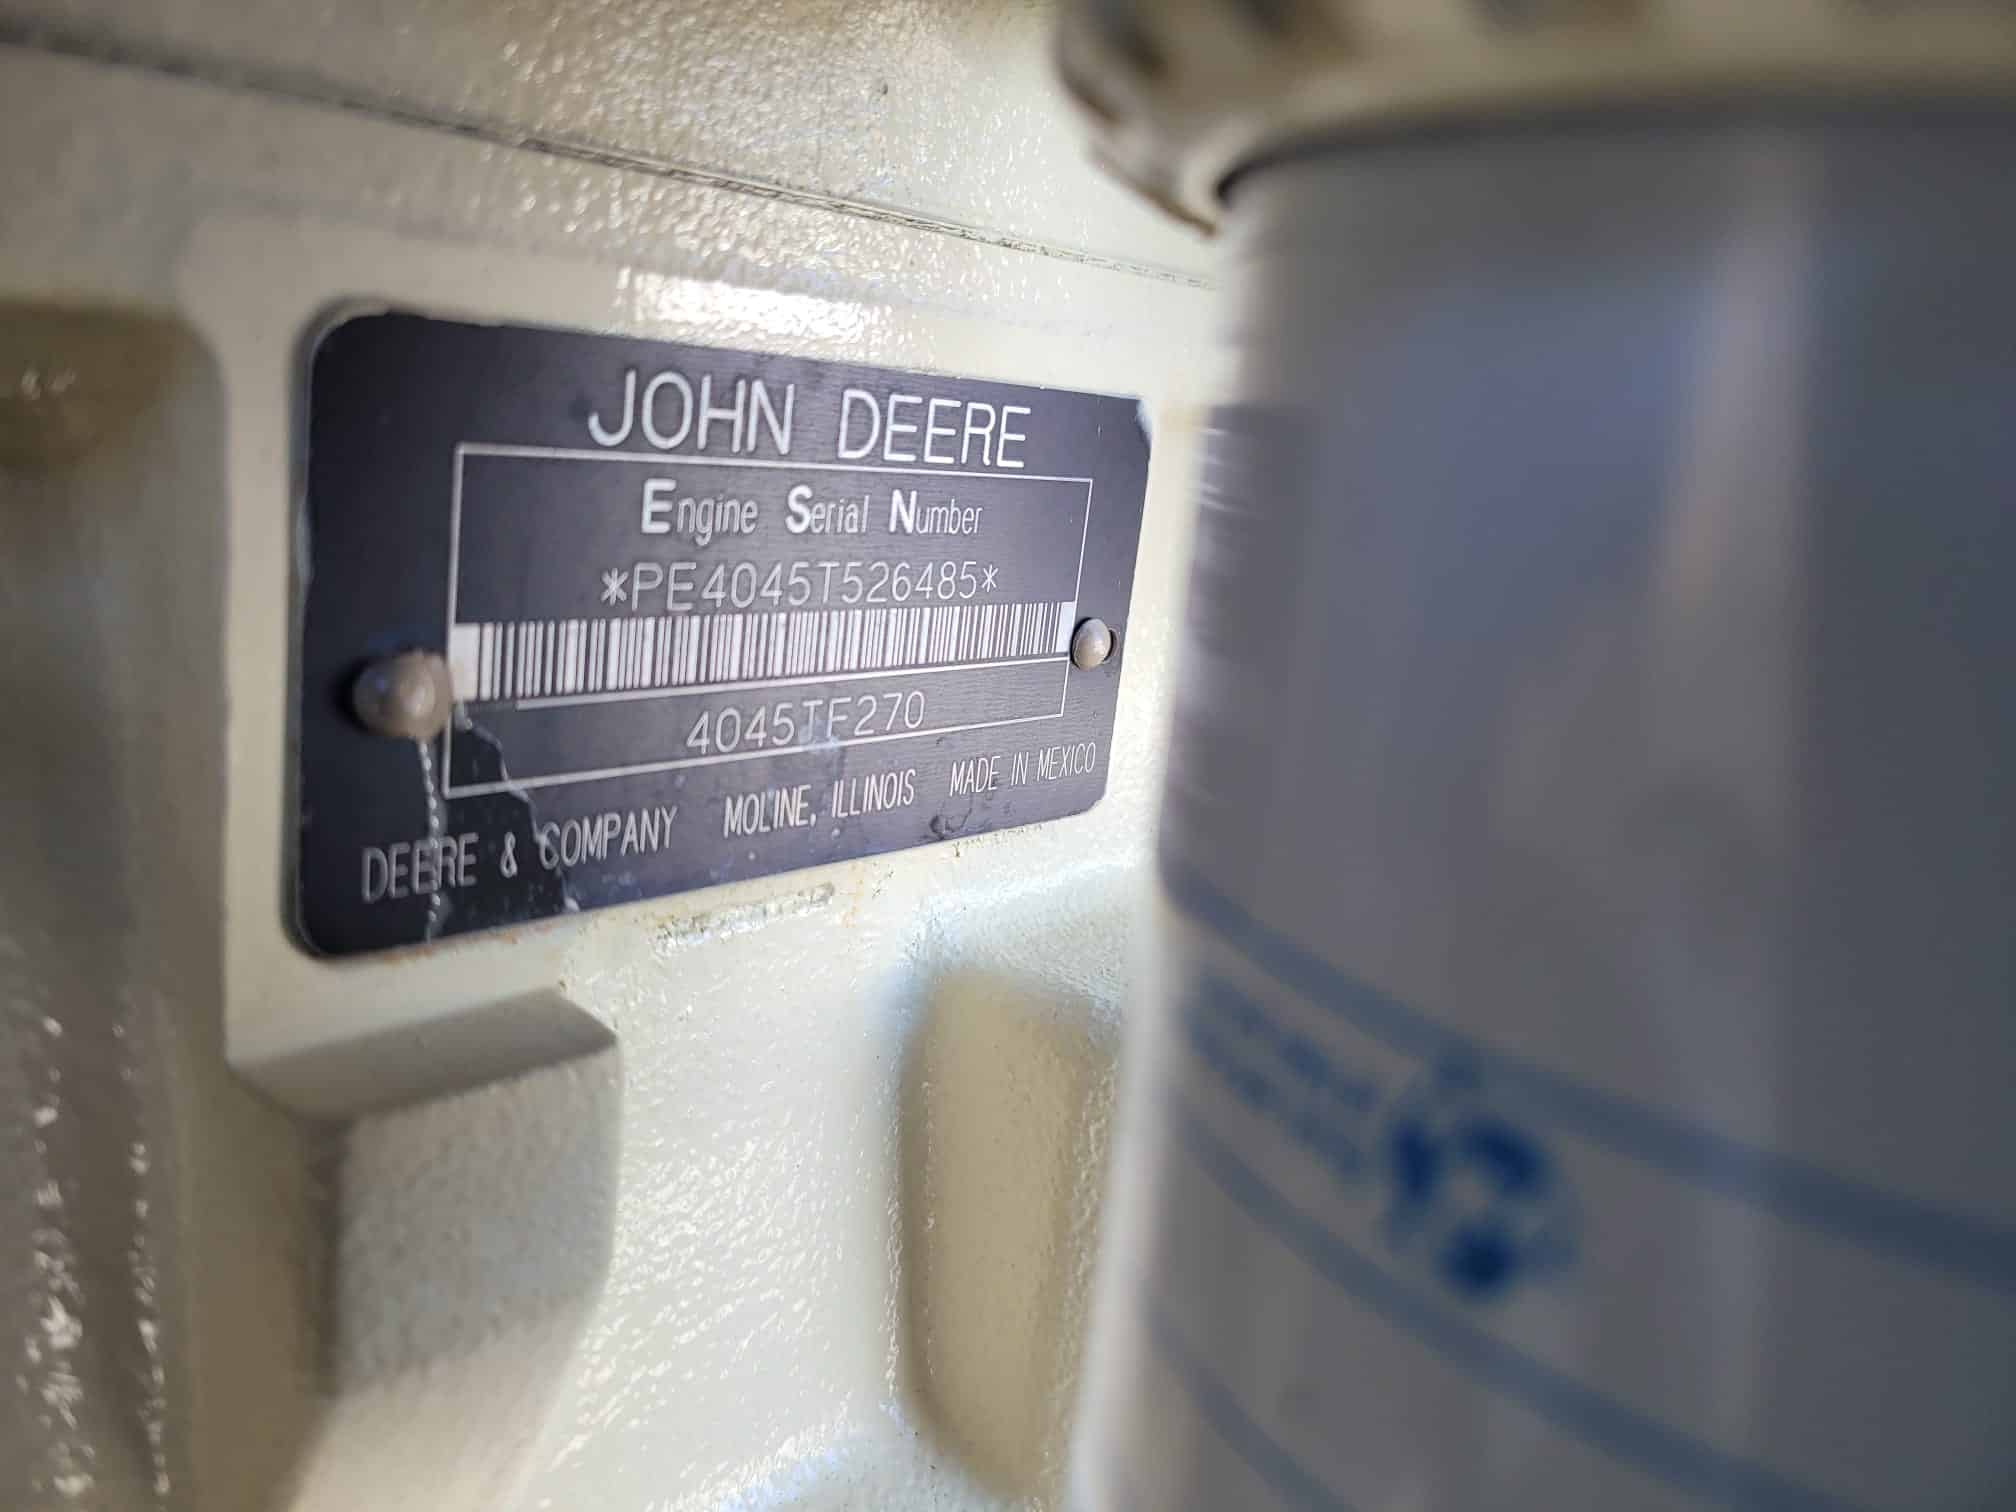 JOHN DEERE
Engine Serial Number
*PE4045T526485*
4045TF270
DEERE & COMPANY MOLINE, ILLINOIS MADE IN MEXICO